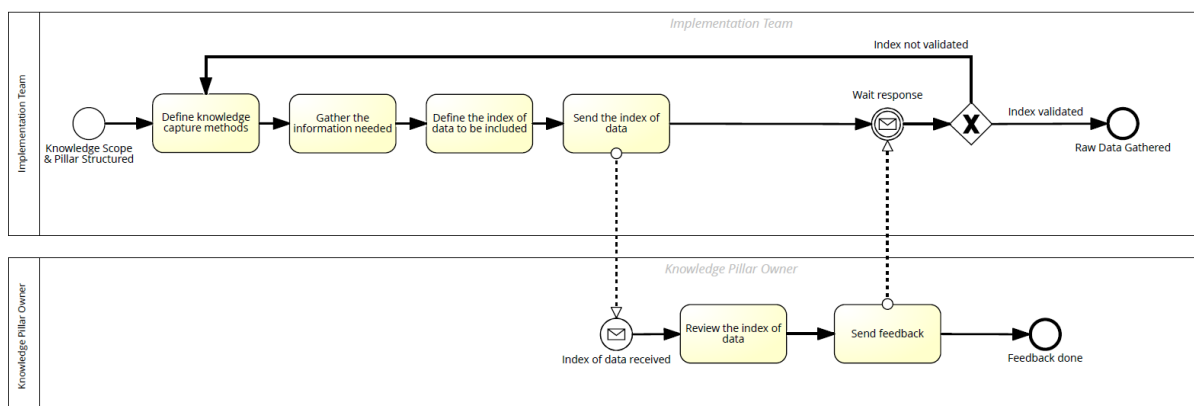 Implementation Team
Implementation Team
Index not validated
Wait response
Define knowledge
capture methods
Gather the
information needed
Define the index of
data to be included
Send the index of
data
Index validated
Knowledge Scope
& Pillar Structured
Raw Data Gathered
Knowledge Pillar Owner
Knowledge Pillar Owner
Review the index of
data
Send feedback
Index of data received
Feedback done